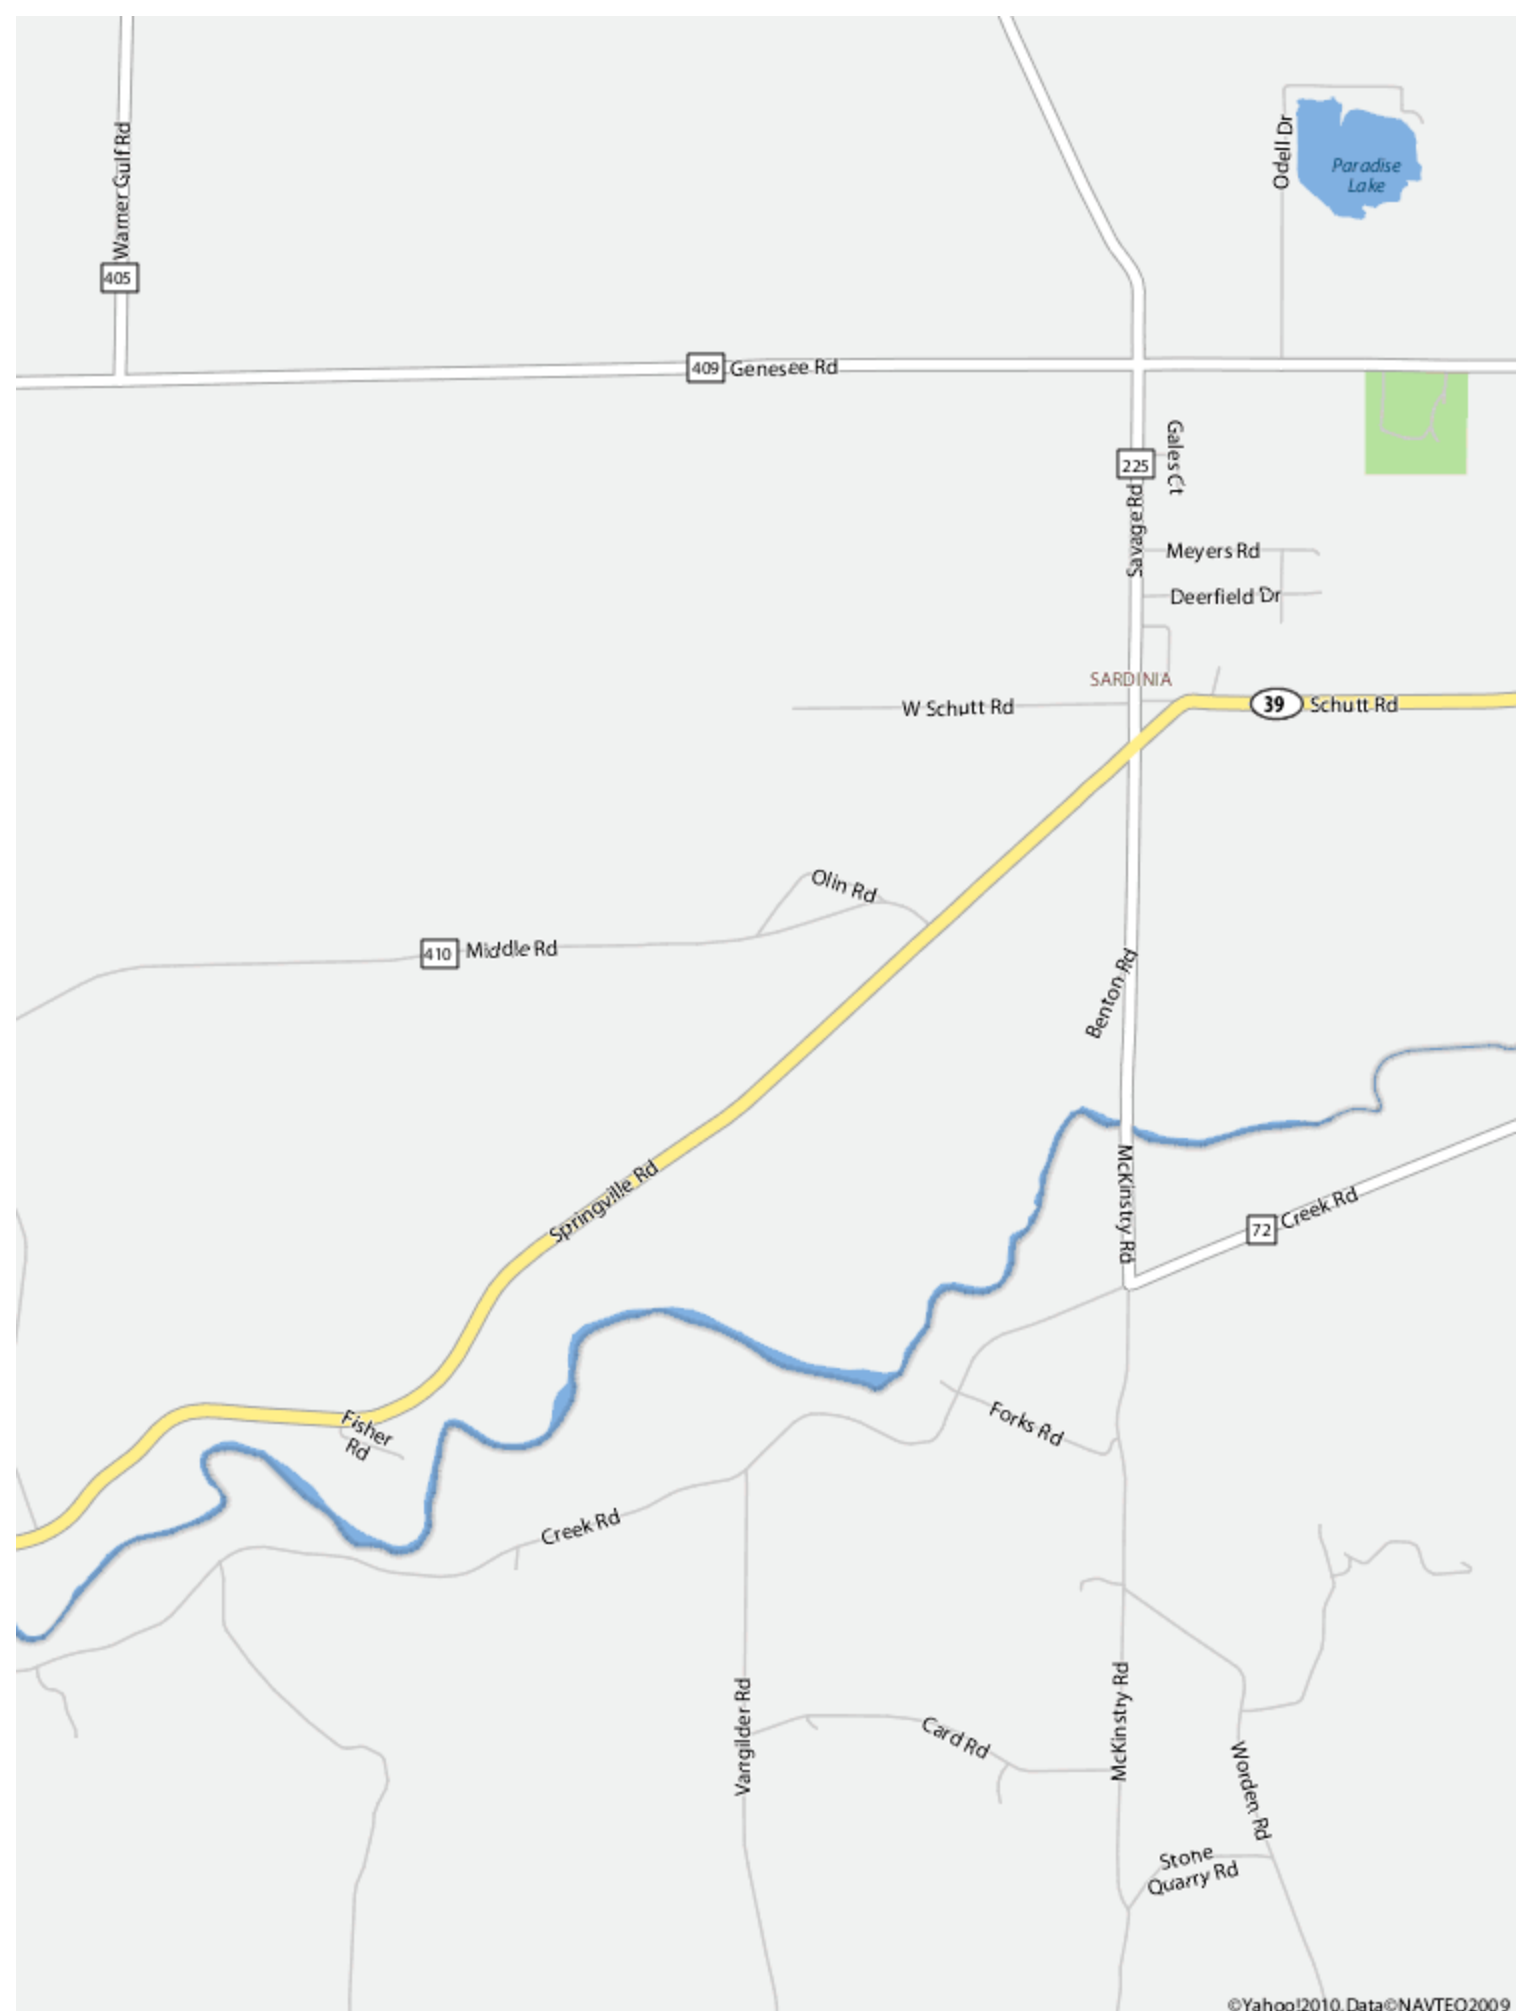 Warner Gulf Rd
405
Odell Dr
Paradise
Lake
409
Genesee Rd
Gales Ct
225
Savage Rd
Meyers Rd
Deerfield Dr
SARDINIA
W Schutt Rd
39
Schutt Rd
Olin Rd
410
Middle Rd
Benton Rd
McKinstry Rd
Springville Rd
72
Creek Rd
Forks Rd
Fisher
Rd
Creek Rd
Varrgilder Rd
Card Rd
McKinstry Rd
Worden Rd
Stone
Quarry Rd
©Yahoo!2010,Data©NAVTEQ2009